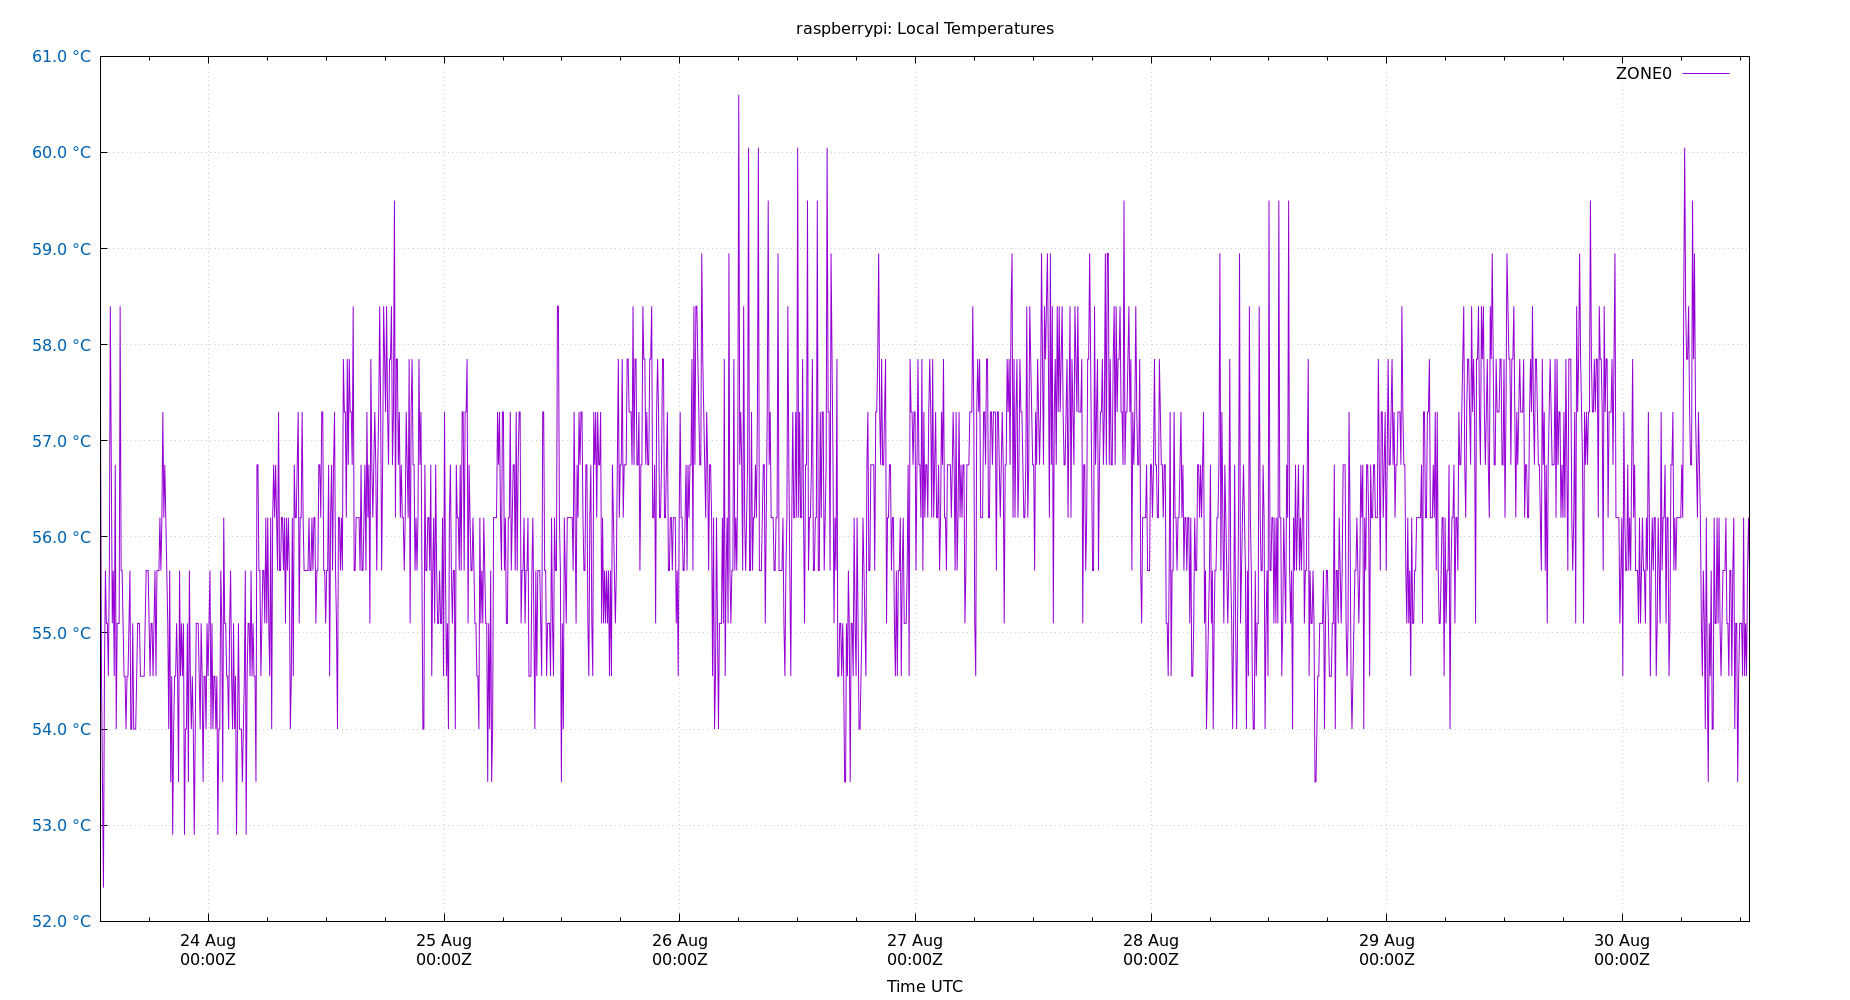 raspberrypi: Local Temperatures
61.0 °C
60.0 °C
59.0 °C
58.0 °C
57.0 °C
56.0 °C
55.0 °C
54.0 °C
53.0 °C
52.0 °C
ZONE0
24 Aug
00:00Z
25 Aug
00:00Z
26 Aug
00:00Z
27 Aug
00:00Z
28 Aug
00:00Z
29 Aug
00:00Z
30 Aug
00:00Z
Time UTC